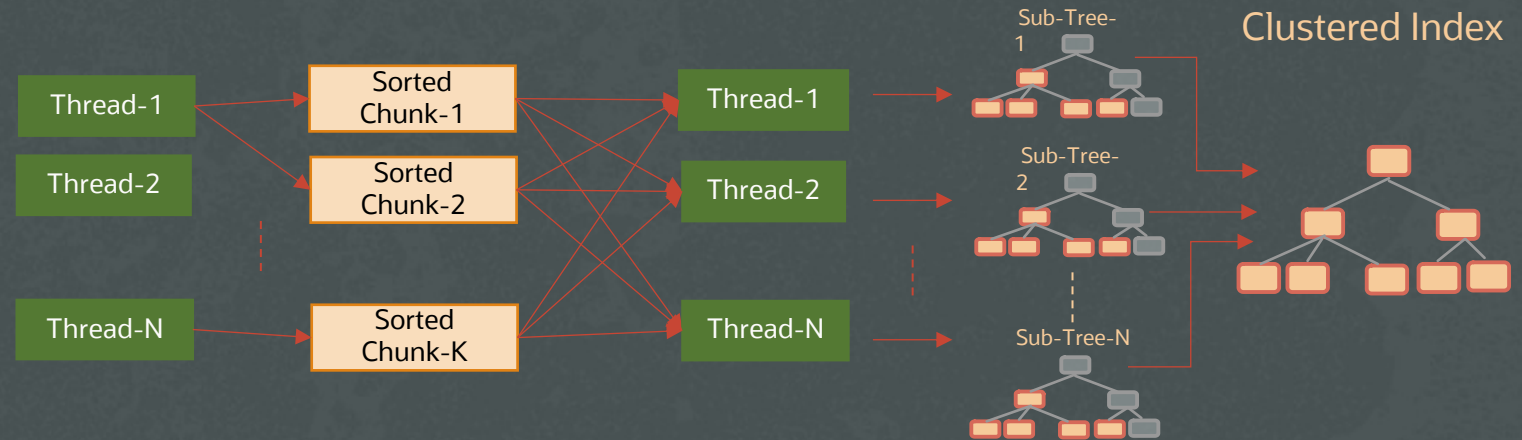 Clustered Index
Thread-1
Thread-2
Thread-N
Sorted
Chunk-1
Sorted
Chunk-2
Sorted
Chunk-K
Thread-1
Thread-2
Thread-N
Sub-Tree-
1
Sub-Tree-
2
Sub-Tree-N